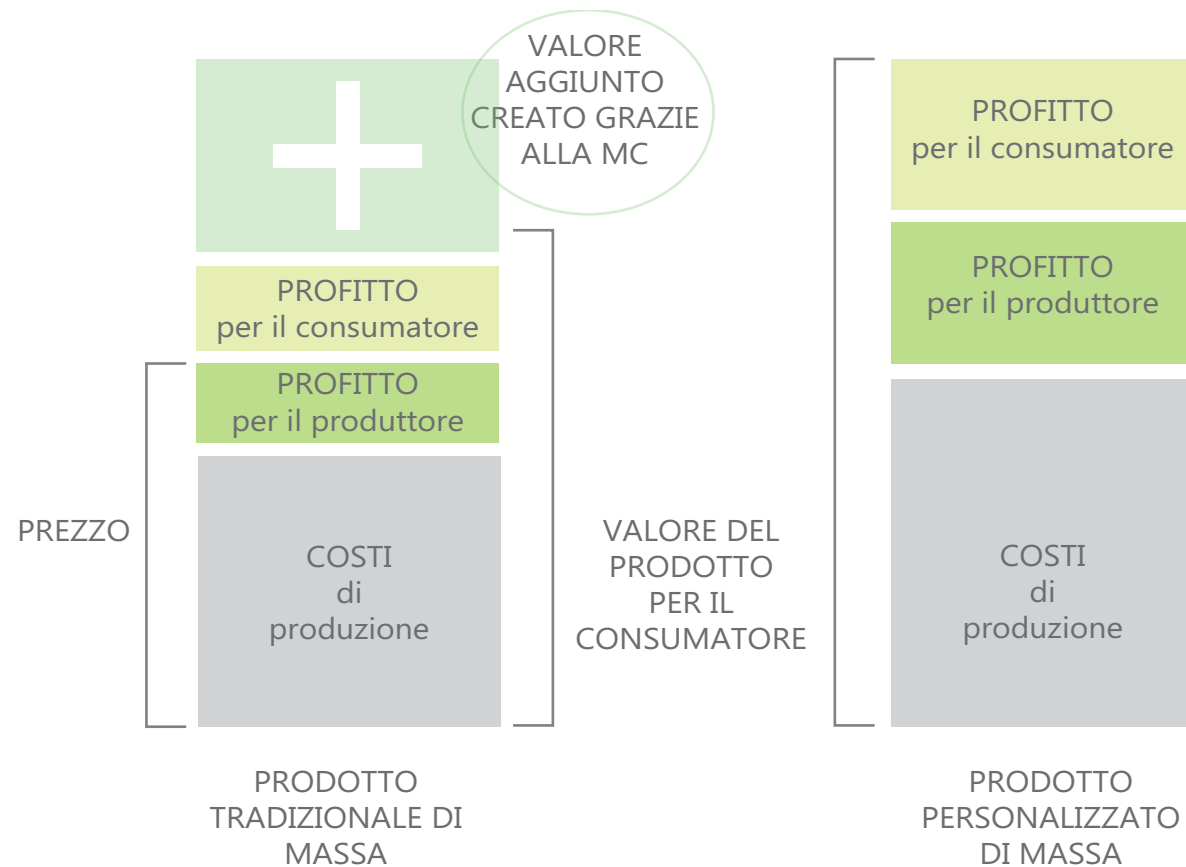 VALORE
AGGIUNTO
CREATO GRAZIE
ALLA MC
PROFITTO
per il consumatore
PROFITTO
per il produttore
COSTI
di
produzione
PREZZO
VALORE DEL
PRODOTTO
PER IL
CONSUMATORE
PROFITTO
per il consumatore
PROFITTO
per il produttore
COSTI
di
produzione
PRODOTTO
TRADIZIONALE DI
MASSA
PRODOTTO
PERSONALIZZATO
DI MASSA